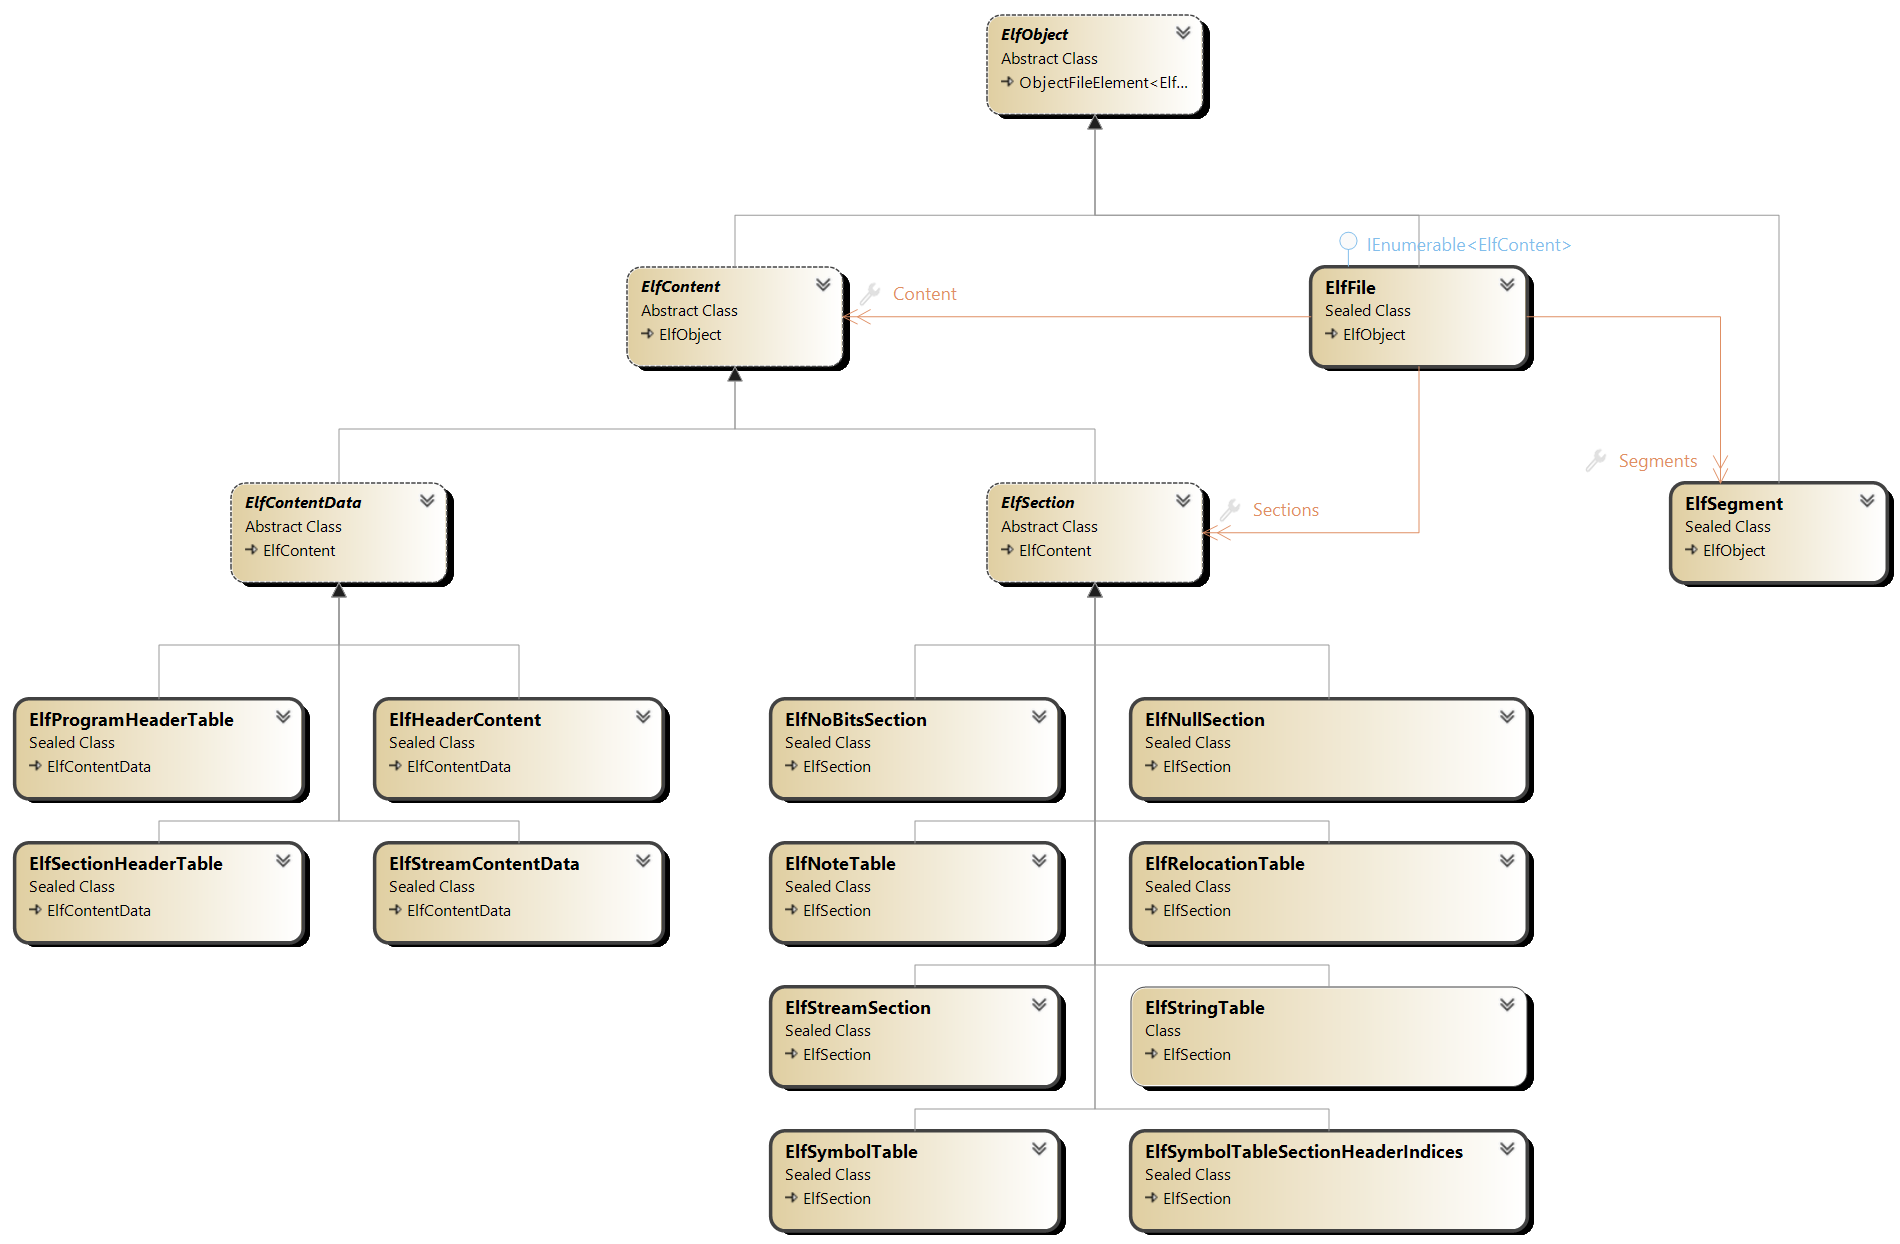 ElfObject
Abstract Class
ObjectFileElement<Elf...
IEnumerable<ElfContent>
ElfContent
Abstract Class
ElfObject
Content
ElfFile
Sealed Class
ElfObject
Segments
ElfContentData
Abstract Class
ElfContent
ElfSection
Abstract Class
ElfContent
Sections
ElfSegment
Sealed Class
ElfObject
ElfProgramHeaderTable
Sealed Class
ElfContentData
ElfHeaderContent
Sealed Class
ElfContentData
ElfNoBitsSection
Sealed Class
ElfSection
ElfNullSection
Sealed Class
ElfSection
ElfSectionHeaderTable
Sealed Class
ElfContentData
ElfStreamContentData
Sealed Class
ElfContentData
ElfNoteTable
Sealed Class
ElfSection
ElfRelocationTable
Sealed Class
ElfSection
ElfStreamSection
Sealed Class
ElfSection
ElfStringTable
Class
ElfSection
ElfSymbolTable
Sealed Class
ElfSection
ElfSymbolTableSectionHeaderIndices
Sealed Class
ElfSection